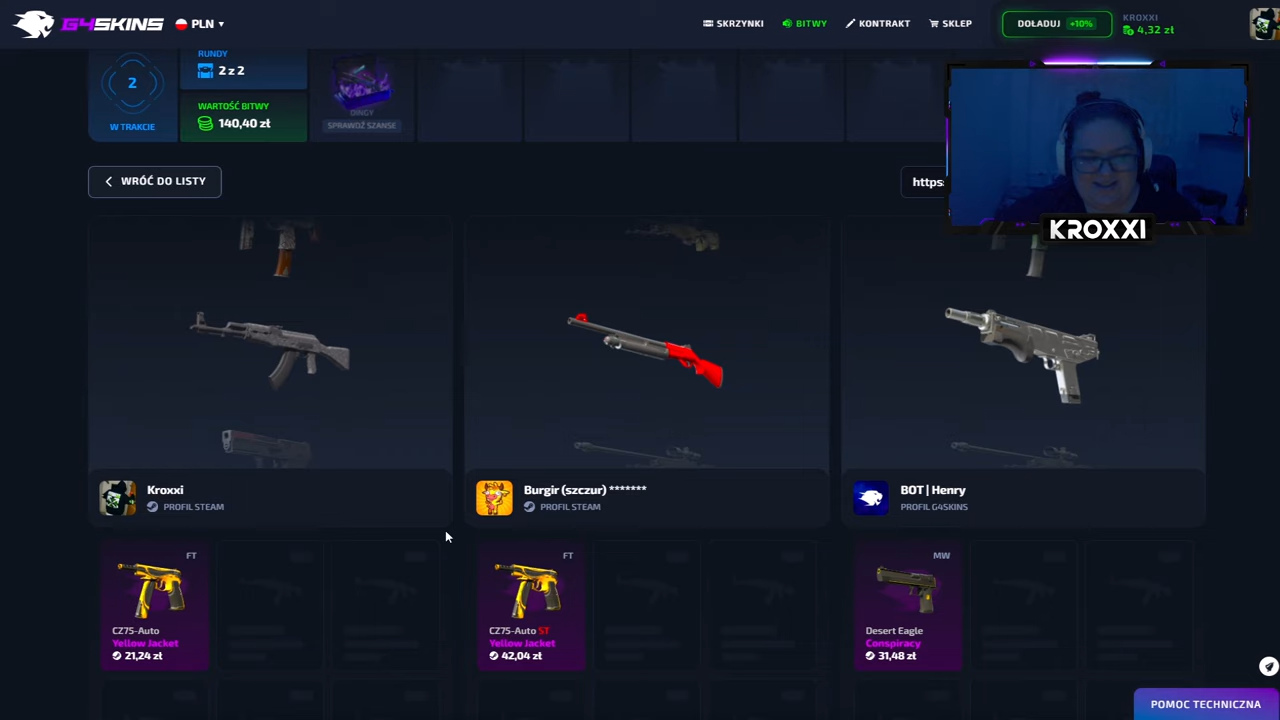 G4SKINS
PLN
SKRZYNKI
BITWY
KONTRAKT
SKLEP
DOŁADUJ +10%
KROXXI
4,32 zł
2
W TRAKCIE
RUNDY
2 z 2
WARTOŚĆ BITWY
140,40 zł
DINGY
SPRAWDŹ SZANSE
WRÓĆ DO LISTY
https:
KROXXI
Kroxxi
PROFIL STEAM
Burgir (szczur) *******
PROFIL STEAM
BOT | Henry
PROFIL G4SKINS
FT
CZ75-Auto
Yellow Jacket
21,24 zł
FT
CZ75-Auto ST
Yellow Jacket
42,04 zł
MW
Desert Eagle
Conspiracy
31,48 zł
POMOC TECHNICZNA